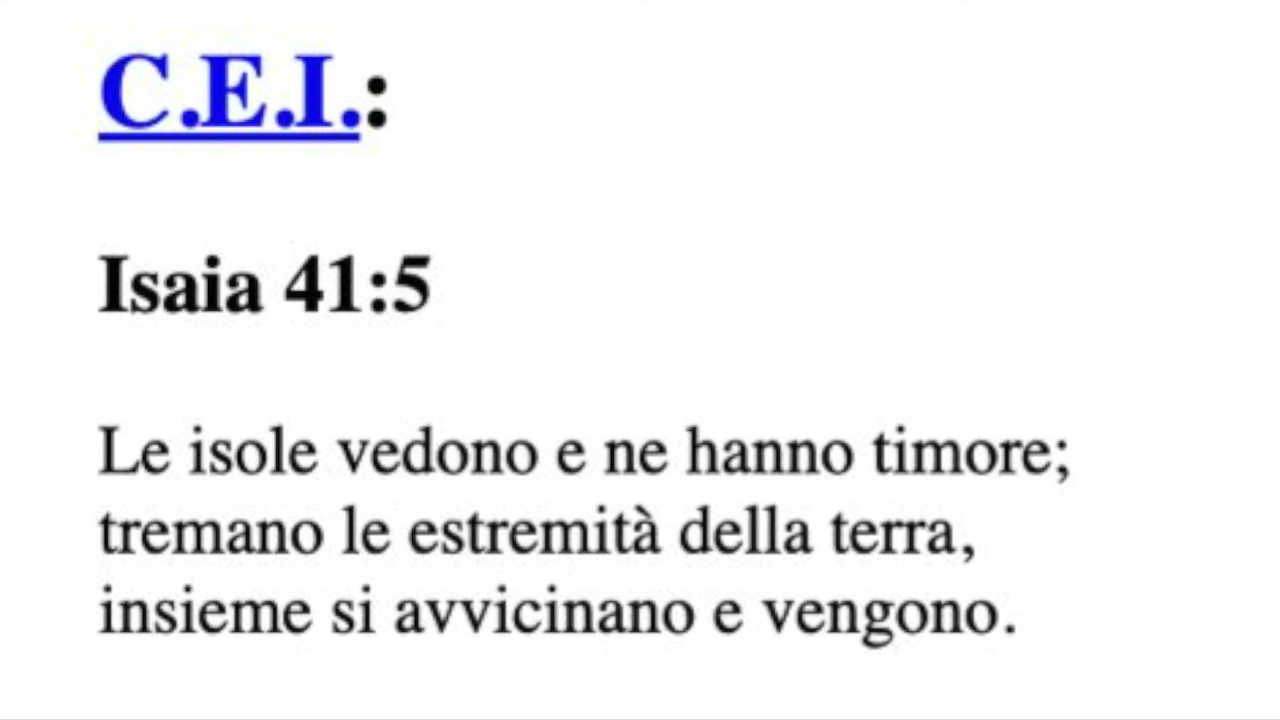 C.E.I.:
Isaia 41:5
Le isole vedono e ne hanno timore;
tremano le estremità della terra,
insieme si avvicinano e vengono.